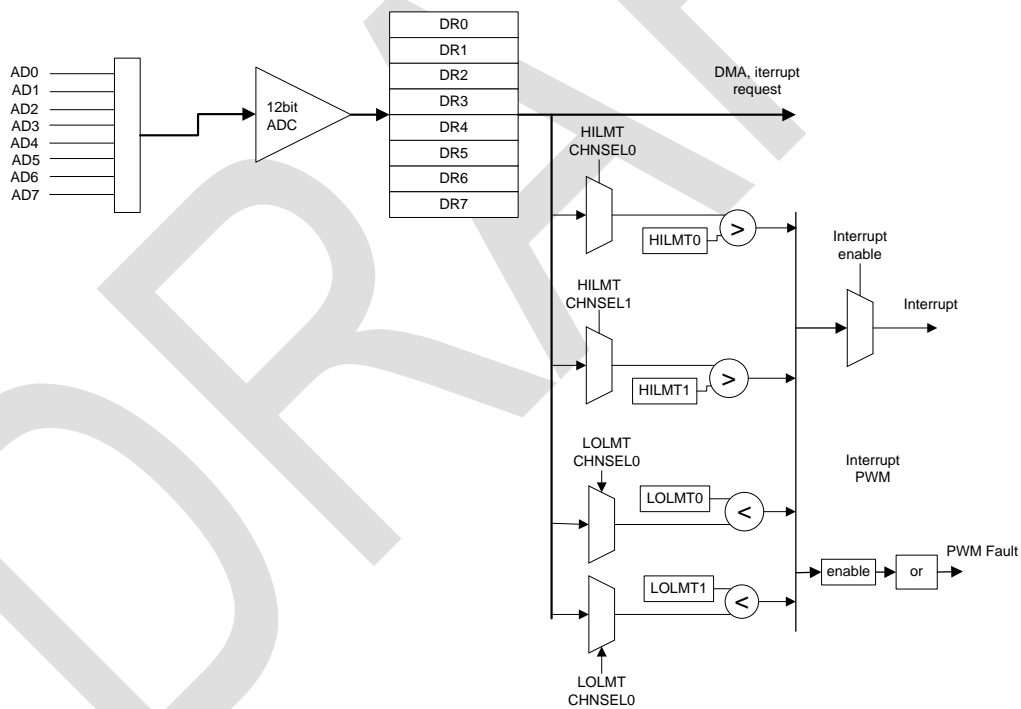 DRAFT
DR0
DR1
DR2
DR3
DR4
DR5
DR6
DR7
AD0
AD1
AD2
AD3
AD4
AD5
AD6
AD7
12bit
ADC
DMA, iterrupt
request
HILMT
CHNSEL0
HILMT0
>
HILMT
CHNSEL1
HILMT1
>
Interrupt
enable
Interrupt
LOLMT
CHNSEL0
LOLMT0
<
Interrupt
PWM
LOLMT1
<
enable
or
PWM Fault
LOLMT
CHNSEL0